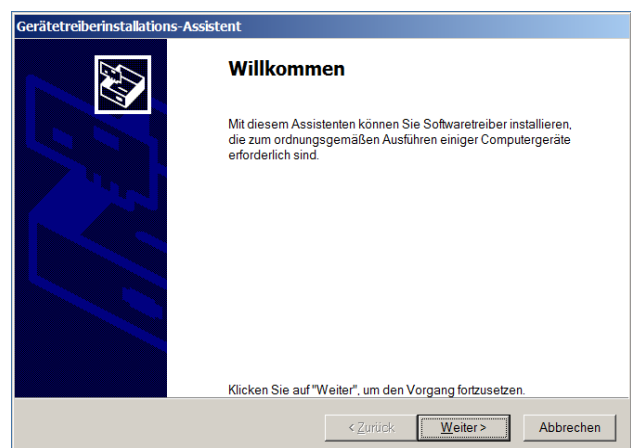 Gerätetreiberinstallations-Assistent
Willkommen
Mit diesem Assistenten können Sie Softwaretreiber installieren,
die zum ordnungsgemäßen Ausführen einiger Computergeräte
erforderlich sind.
Klicken Sie auf "Weiter", um den Vorgang fortzusetzen.
< Zurück Weiter > Abbrechen